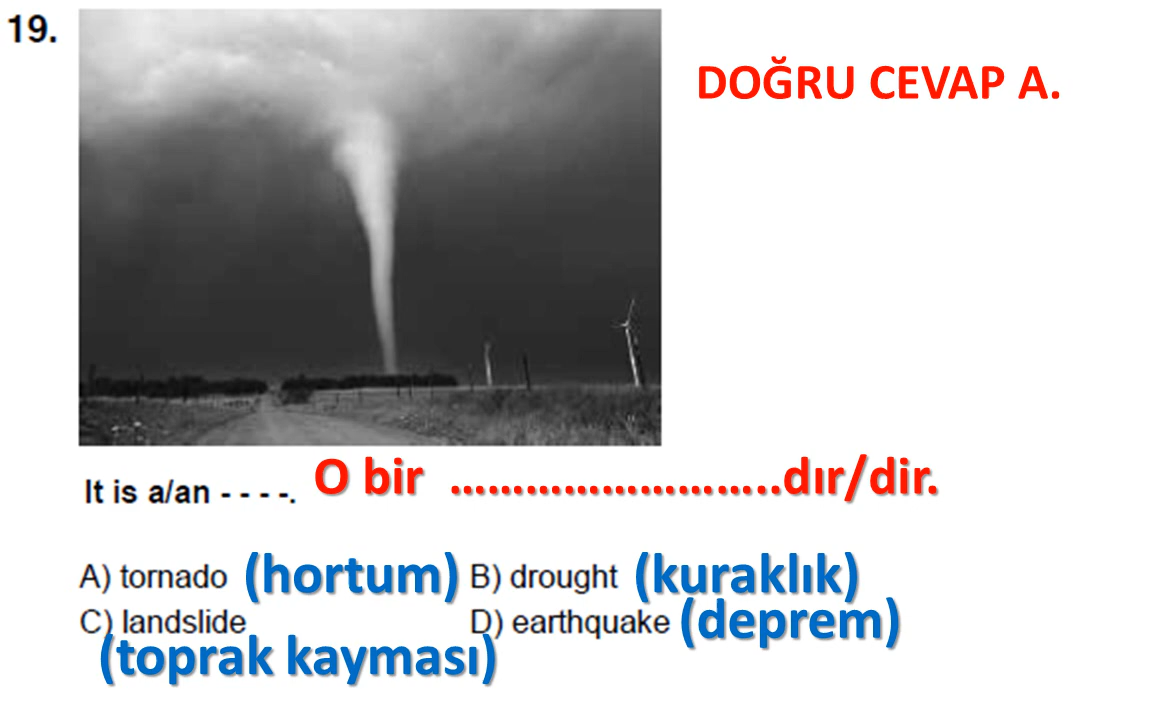 19.
DOĞRU CEVAP A.
It is a/an - - - -. O bir ………………………..dır/dir.
A) tornado (hortum) B) drought (kuraklık)
C) landslide D) earthquake (deprem)
(toprak kayması)